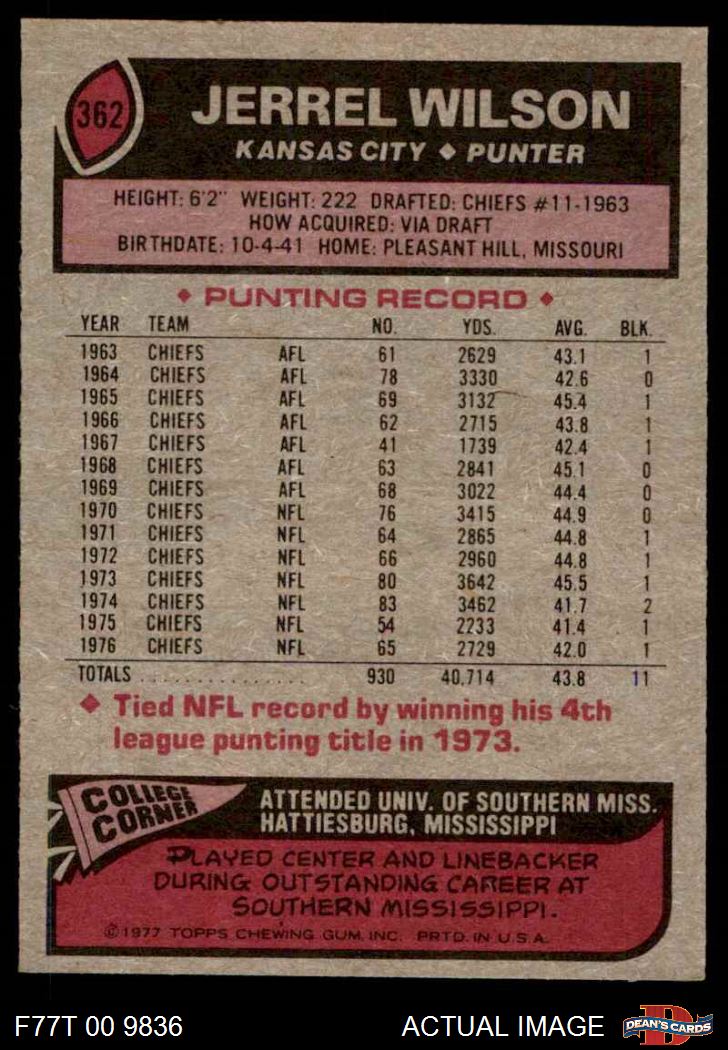 362
JERREL WILSON
KANSAS CITY ♦ PUNTER
HEIGHT: 6'2" WEIGHT: 222 DRAFTED: CHIEFS #11-1963
HOW ACQUIRED: VIA DRAFT
BIRTHDATE: 10-4-41 HOME: PLEASANT HILL, MISSOURI
♦ PUNTING RECORD ♦
YEAR TEAM NO. YDS. AVG. BLK.
1963 CHIEFS AFL 61 2629 43.1 1
1964 CHIEFS AFL 78 3330 42.6 0
1965 CHIEFS AFL 69 3132 45.4 1
1966 CHIEFS AFL 62 2715 43.8 1
1967 CHIEFS AFL 41 1739 42.4 1
1968 CHIEFS AFL 63 2841 45.1 0
1969 CHIEFS AFL 68 3022 44.4 0
1970 CHIEFS NFL 76 3415 44.9 0
1971 CHIEFS NFL 64 2865 44.8 1
1972 CHIEFS NFL 66 2960 44.8 1
1973 CHIEFS NFL 80 3642 45.5 1
1974 CHIEFS NFL 83 3462 41.7 2
1975 CHIEFS NFL 54 2233 41.4 1
1976 CHIEFS NFL 65 2729 42.0 1
TOTALS ................ 930 40,714 43.8 11
♦ Tied NFL record by winning his 4th
league punting title in 1973.
COLLEGE
CORNER
ATTENDED UNIV. OF SOUTHERN MISS.
HATTIESBURG, MISSISSIPPI
PLAYED CENTER AND LINEBACKER
DURING OUTSTANDING CAREER AT
SOUTHERN MISSISSIPPI.
©1977 TOPPS CHEWING GUM, INC. PRTD. IN U.S.A.
F77T 00 9836
ACTUAL IMAGE
D
DEAN'S CARDS